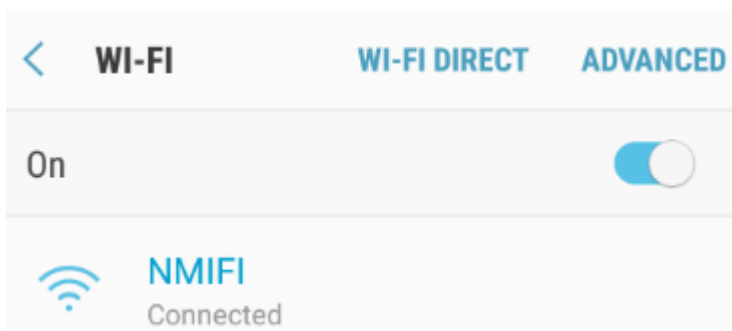 WI-FI WI-FI DIRECT ADVANCED
On
NMIFI
Connected